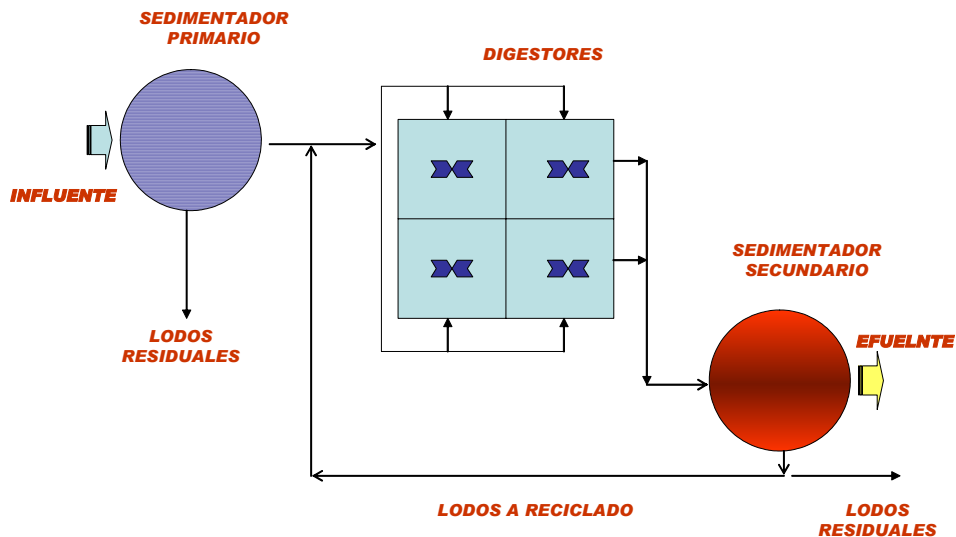 SEDIMENTADOR
PRIMARIO
DIGESTORES
INFLUENTE
SEDIMENTADOR
SECUNDARIO
LODOS
RESIDUALES
EFUELNTE
LODOS A RECICLADO
LODOS
RESIDUALES